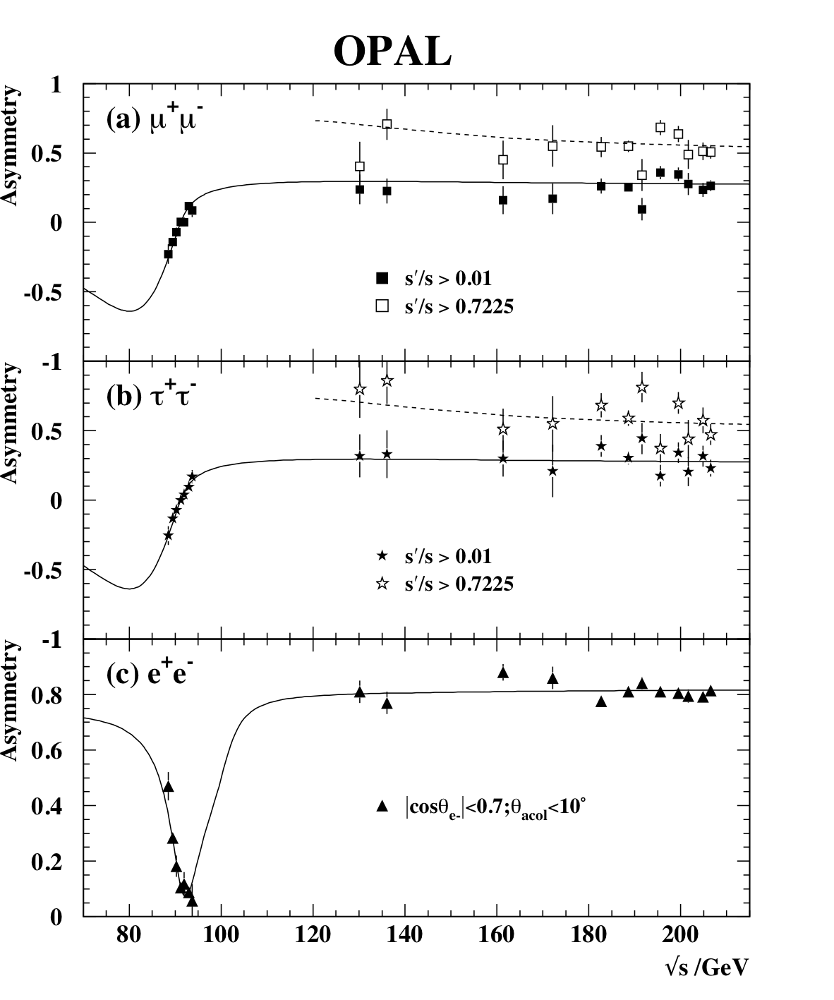 OPAL
Asymmetry
1
0.5
0
-0.5
-1
(a) μ+μ-
s′/s > 0.01
s′/s > 0.7225
Asymmetry
0.5
0
-0.5
-1
(b) τ+τ-
s′/s > 0.01
s′/s > 0.7225
Asymmetry
0.8
0.6
0.4
0.2
0
(c) e+e-
|cosθe-|<0.7;θacol<10°
80 100 120 140 160 180 200
√s /GeV